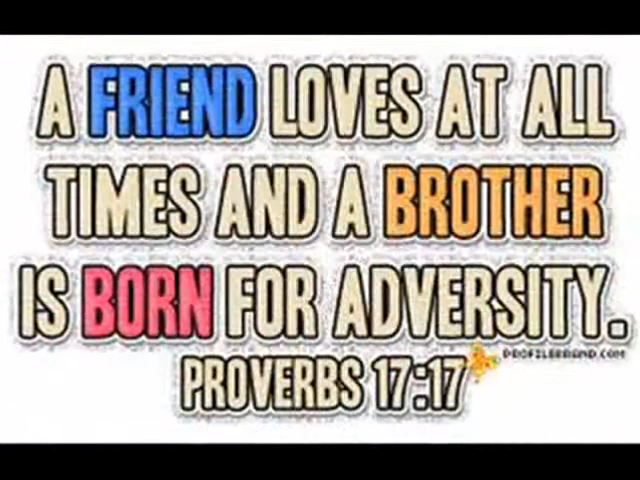 A FRIEND LOVES AT ALL
TIMES AND A BROTHER
IS BORN FOR ADVERSITY.
PROVERBS 17:17